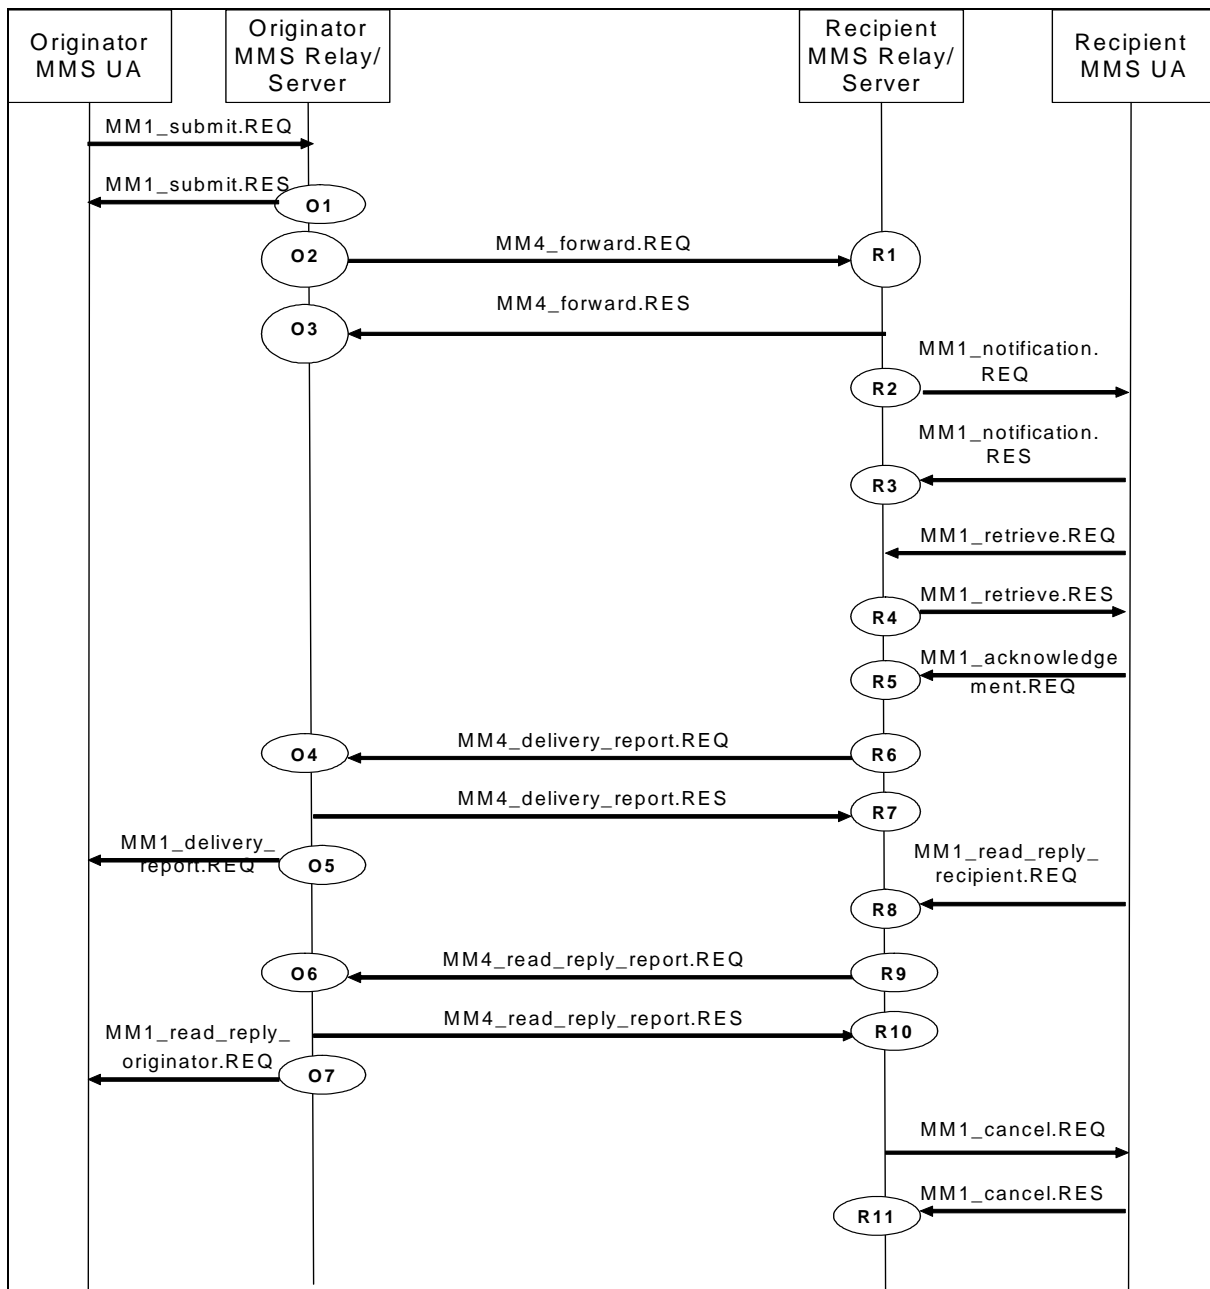 Originator
MMS UA
Originator
MMS Relay/
Server
Recipient
MMS Relay/
Server
Recipient
MMS UA
MM1_submit.REQ
MM1_submit.RES
O1
O2
MM4_forward.REQ
R1
MM4_forward.RES
O3
MM1_notification.
REQ
R2
MM1_notification.
RES
R3
MM1_retrieve.REQ
MM1_retrieve.RES
R4
MM1_acknowledge
ment.REQ
R5
MM4_delivery_report.REQ
O4
R6
MM4_delivery_report.RES
R7
MM1_delivery_
report.REQ
O5
MM1_read_reply_
recipient.REQ
R8
MM4_read_reply_report.REQ
O6
R9
MM4_read_reply_report.RES
R10
MM1_read_reply_
originator.REQ
O7
MM1_cancel.REQ
MM1_cancel.RES
R11